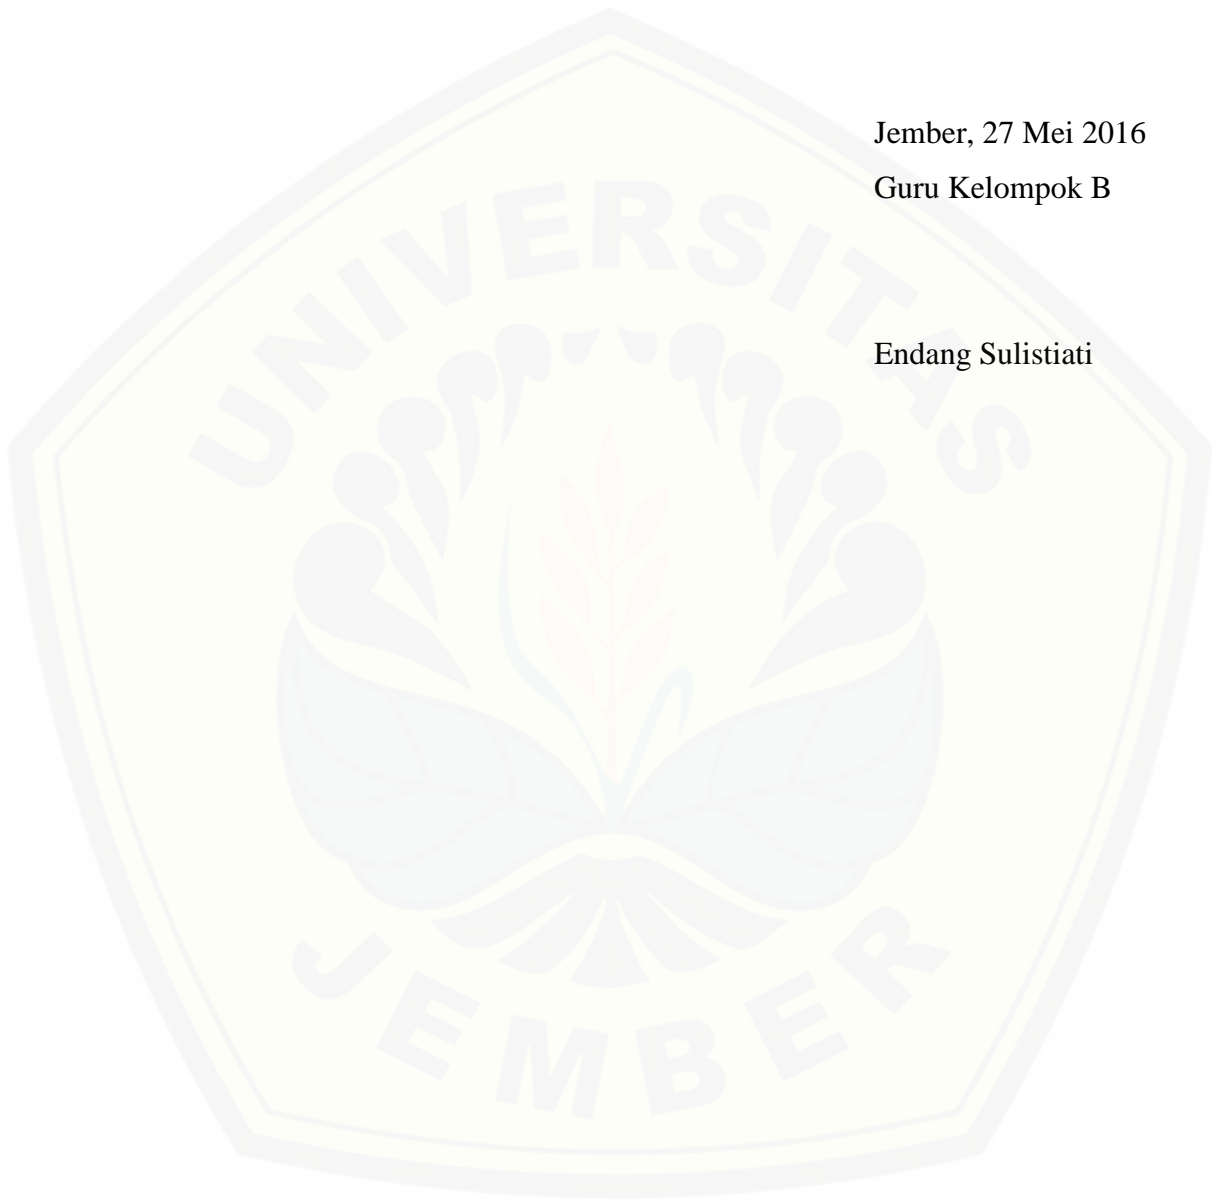 Jember, 27 Mei 2016
Guru Kelompok B
Endang Sulistiati
UNIVERSITAS
JEMBER